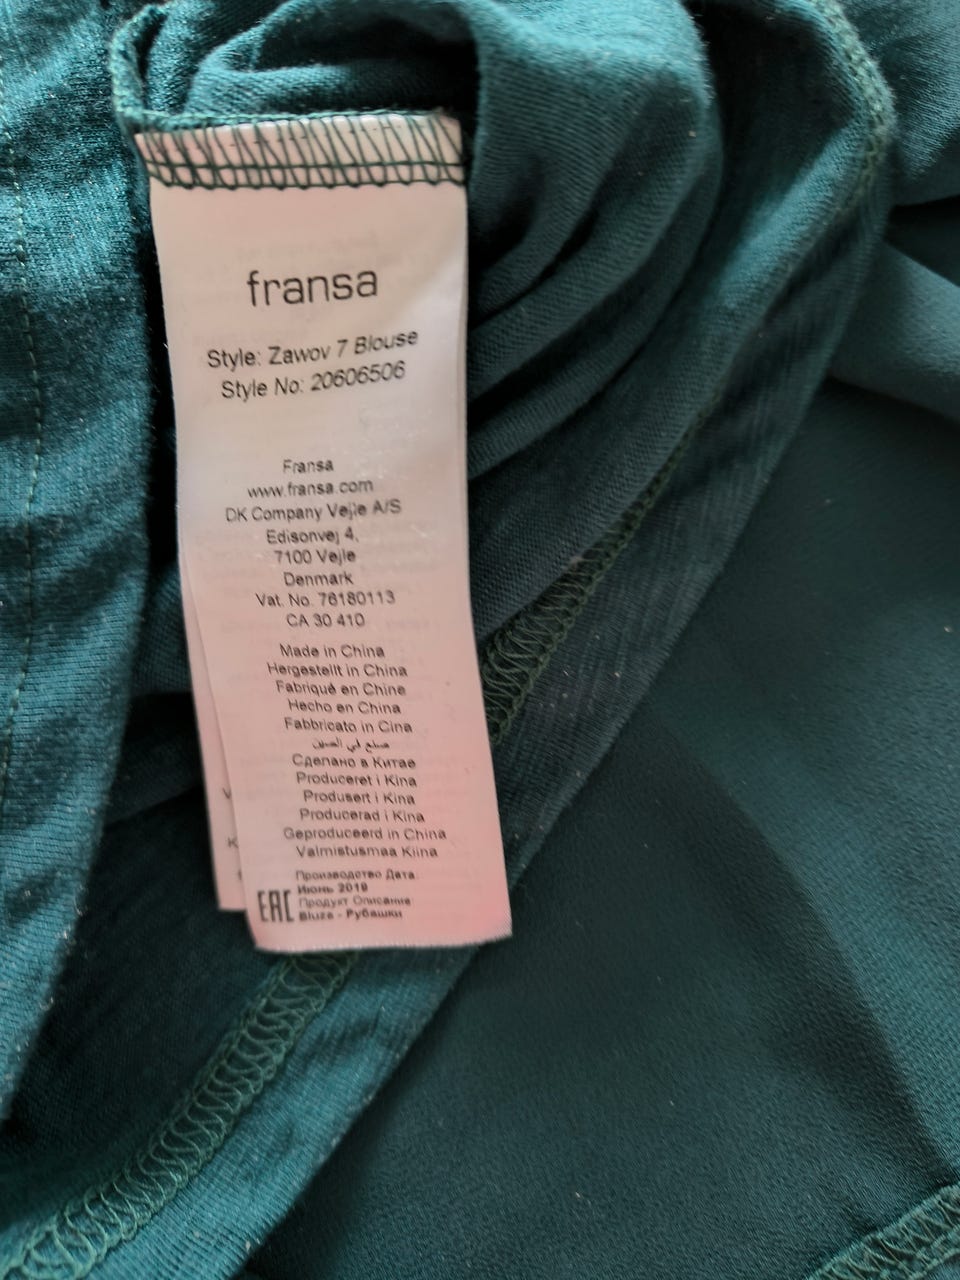 fransa
Style: Zawov 7 Blouse
Style No: 20606506
Fransa
www.fransa.com
DK Company Vejle A/S
Edisonvej 4,
7100 Vejle
Denmark
Vat. No. 76180113
CA 30 410
Made in China
Hergestellt in China
Fabriqué en Chine
Hecho en China
Fabbricato in Cina
صنع في الصين
Сделано в Китае
Produceret i Kina
Produsert i Kina
Producerad i Kina
Geproduceerd in China
Valmistusmaa Kiina
Производство Дата:
Июнь 2019
EAC Продукт Описание
Bluze - Рубашки